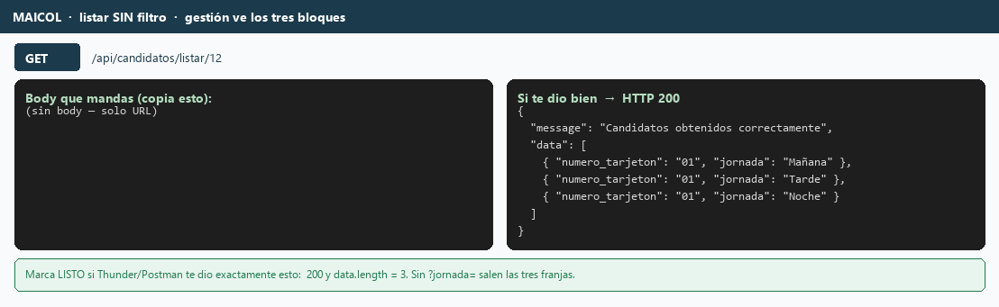 MAICOL  ·  listar SIN filtro  ·  gestión ve los tres bloques
GET
/api/candidatos/listar/12
Body que mandas (copia esto):
(sin body — solo URL)
Si te dio bien  →  HTTP 200
{
  "message": "Candidatos obtenidos correctamente",
  "data": [
    { "numero_tarjeton": "01", "jornada": "Mañana" },
    { "numero_tarjeton": "01", "jornada": "Tarde" },
    { "numero_tarjeton": "01", "jornada": "Noche" }
  ]
}
Marca LISTO si Thunder/Postman te dio exactamente esto:  200 y data.length = 3. Sin ?jornada= salen las tres franjas.